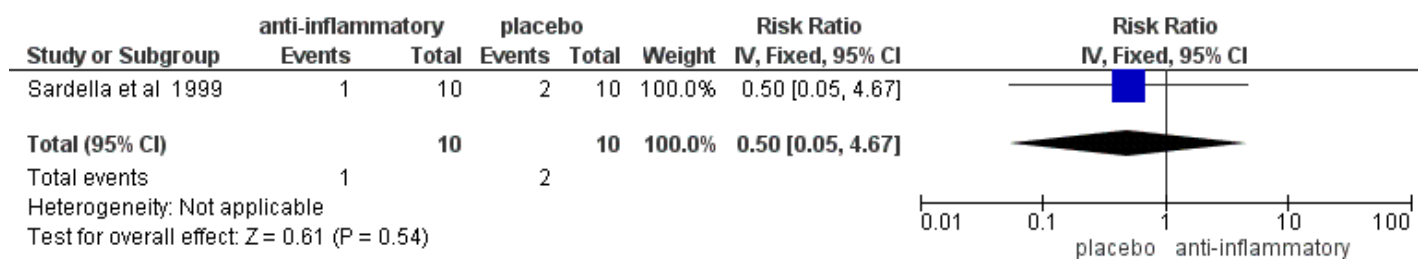 anti-inflammatory placebo Risk Ratio Risk Ratio
Study or Subgroup Events Total Events Total Weight IV, Fixed, 95% CI IV, Fixed, 95% CI
Sardella et al 1999 1 10 2 10 100.0% 0.50 [0.05, 4.67]
Total (95% CI) 10 10 100.0% 0.50 [0.05, 4.67]
Total events 1 2
Heterogeneity: Not applicable
Test for overall effect: Z = 0.61 (P = 0.54)
0.01 0.1 1 10 100
placebo anti-inflammatory